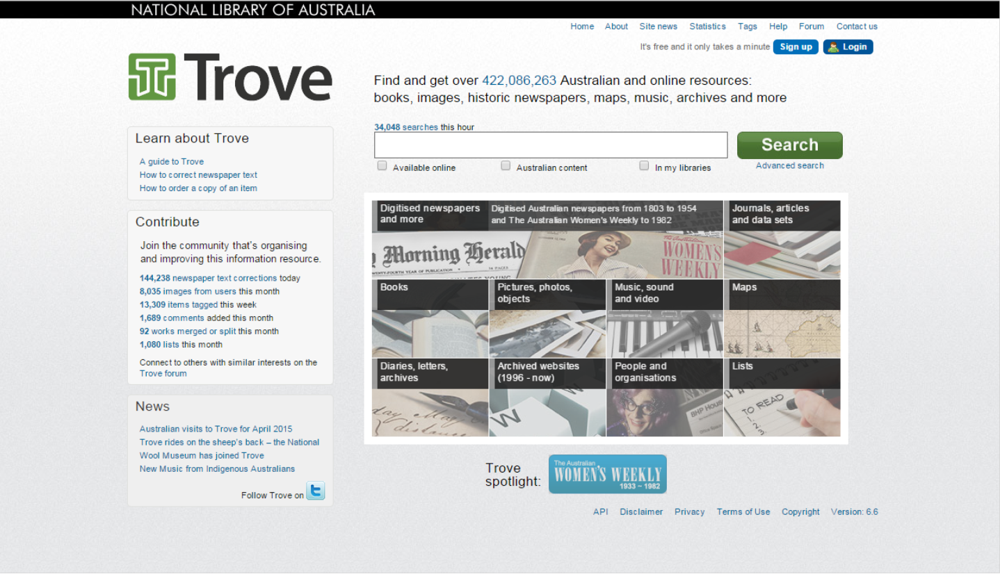 NATIONAL LIBRARY OF AUSTRALIA
Home About Site news Statistics Tags Help Forum Contact us
It's free and it only takes a minute Sign up Login
Trove
Find and get over 422,086,263 Australian and online resources:
books, images, historic newspapers, maps, music, archives and more
34,048 searches this hour
Search
Available online Australian content In my libraries
Advanced search
Learn about Trove
A guide to Trove
How to correct newspaper text
How to order a copy of an item
Contribute
Join the community that's organising
and improving this information resource.
144,238 newspaper text corrections today
8,035 images from users this month
13,309 items tagged this week
1,689 comments added this month
92 works merged or split this month
1,080 lists this month
Connect to others with similar interests on the
Trove forum
News
Australian visits to Trove for April 2015
Trove rides on the sheep's back – the National
Wool Museum has joined Trove
New Music from Indigenous Australians
Follow Trove on
Digitised newspapers
and more
Digitised Australian newspapers from 1803 to 1954
and The Australian Women's Weekly to 1982
Morning Herald
WOMEN'S
WEEKLY
Journals, articles
and data sets
Books
Pictures, photos,
objects
Music, sound
and video
Maps
Diaries, letters,
archives
Archived websites
(1996 - now)
W
W
People and
organisations
BHP Hous
Lists
TO READ
1.
2.
3.
Trove
spotlight:
The Australian
WOMEN'S WEEKLY
1933 – 1982
API Disclaimer Privacy Terms of Use Copyright Version: 6.6